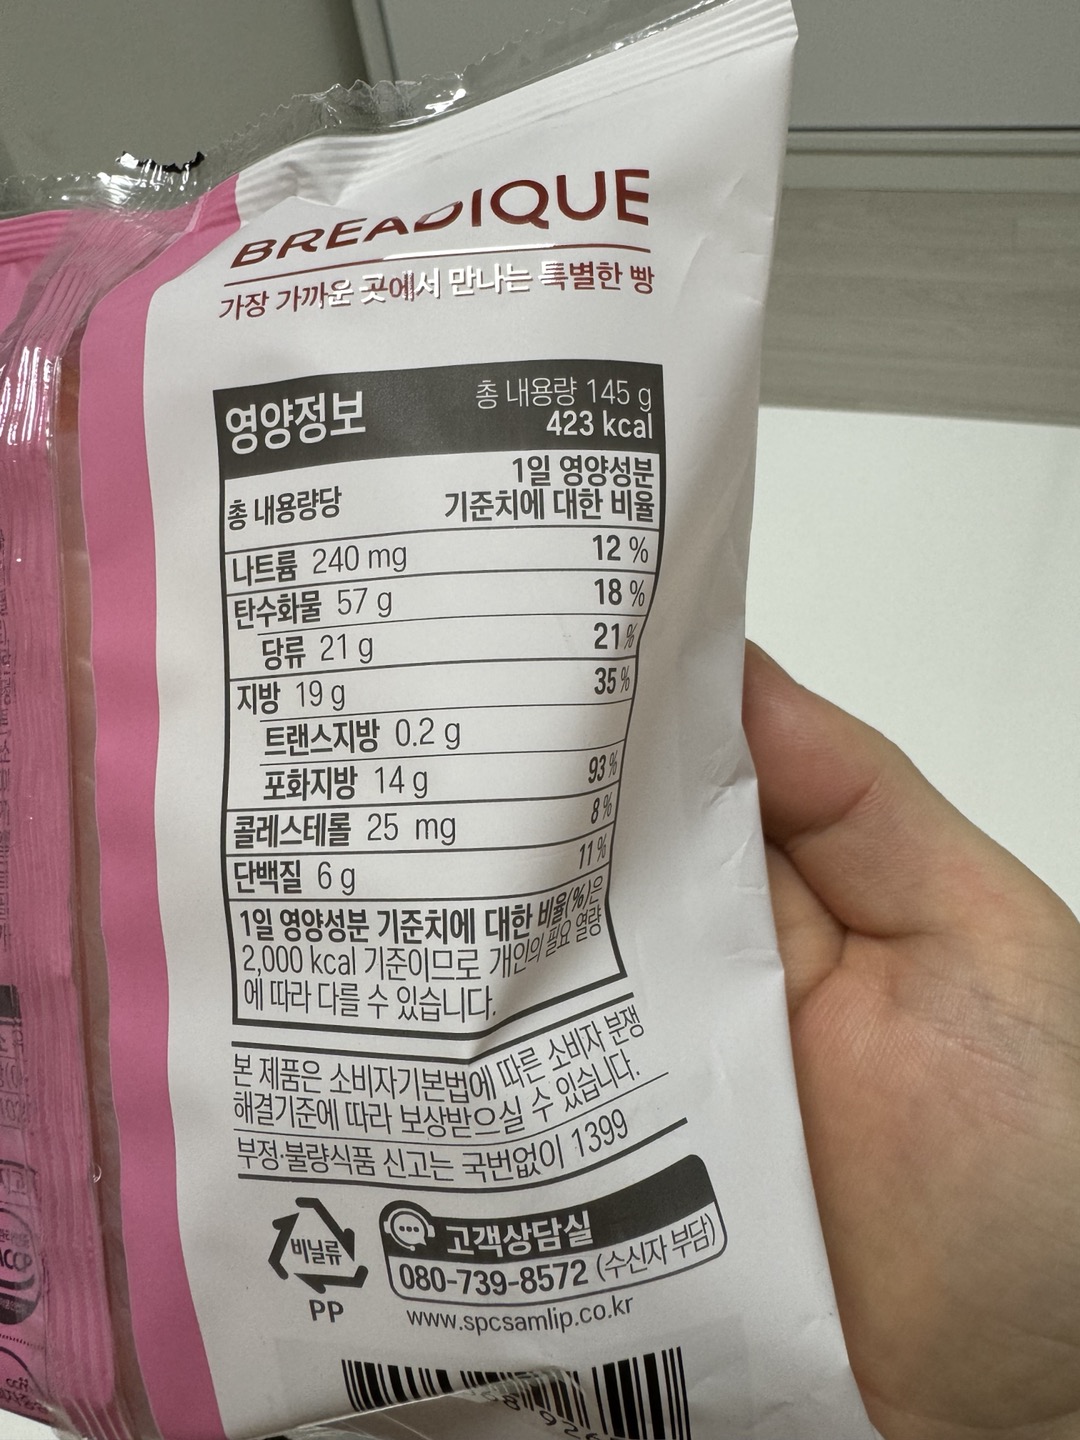 BREADIQUE
가장 가까운 곳에서 만나는 특별한 빵
영양정보
총 내용량 145 g
423 kcal
총 내용량당
1일 영양성분
기준치에 대한 비율
나트륨 240 mg 12 %
탄수화물 57 g 18 %
당류 21 g 21 %
지방 19 g 35 %
트랜스지방 0.2 g
포화지방 14 g 93 %
콜레스테롤 25 mg 8 %
단백질 6 g 11 %
1일 영양성분 기준치에 대한 비율(%)은
2,000 kcal 기준이므로 개인의 필요 열량
에 따라 다를 수 있습니다.
본 제품은 소비자기본법에 따른 소비자 분쟁
해결기준에 따라 보상받으실 수 있습니다.
부정·불량식품 신고는 국번없이 1399
비닐류
PP
고객상담실
080-739-8572 (수신자 부담)
www.spcsamlip.co.kr